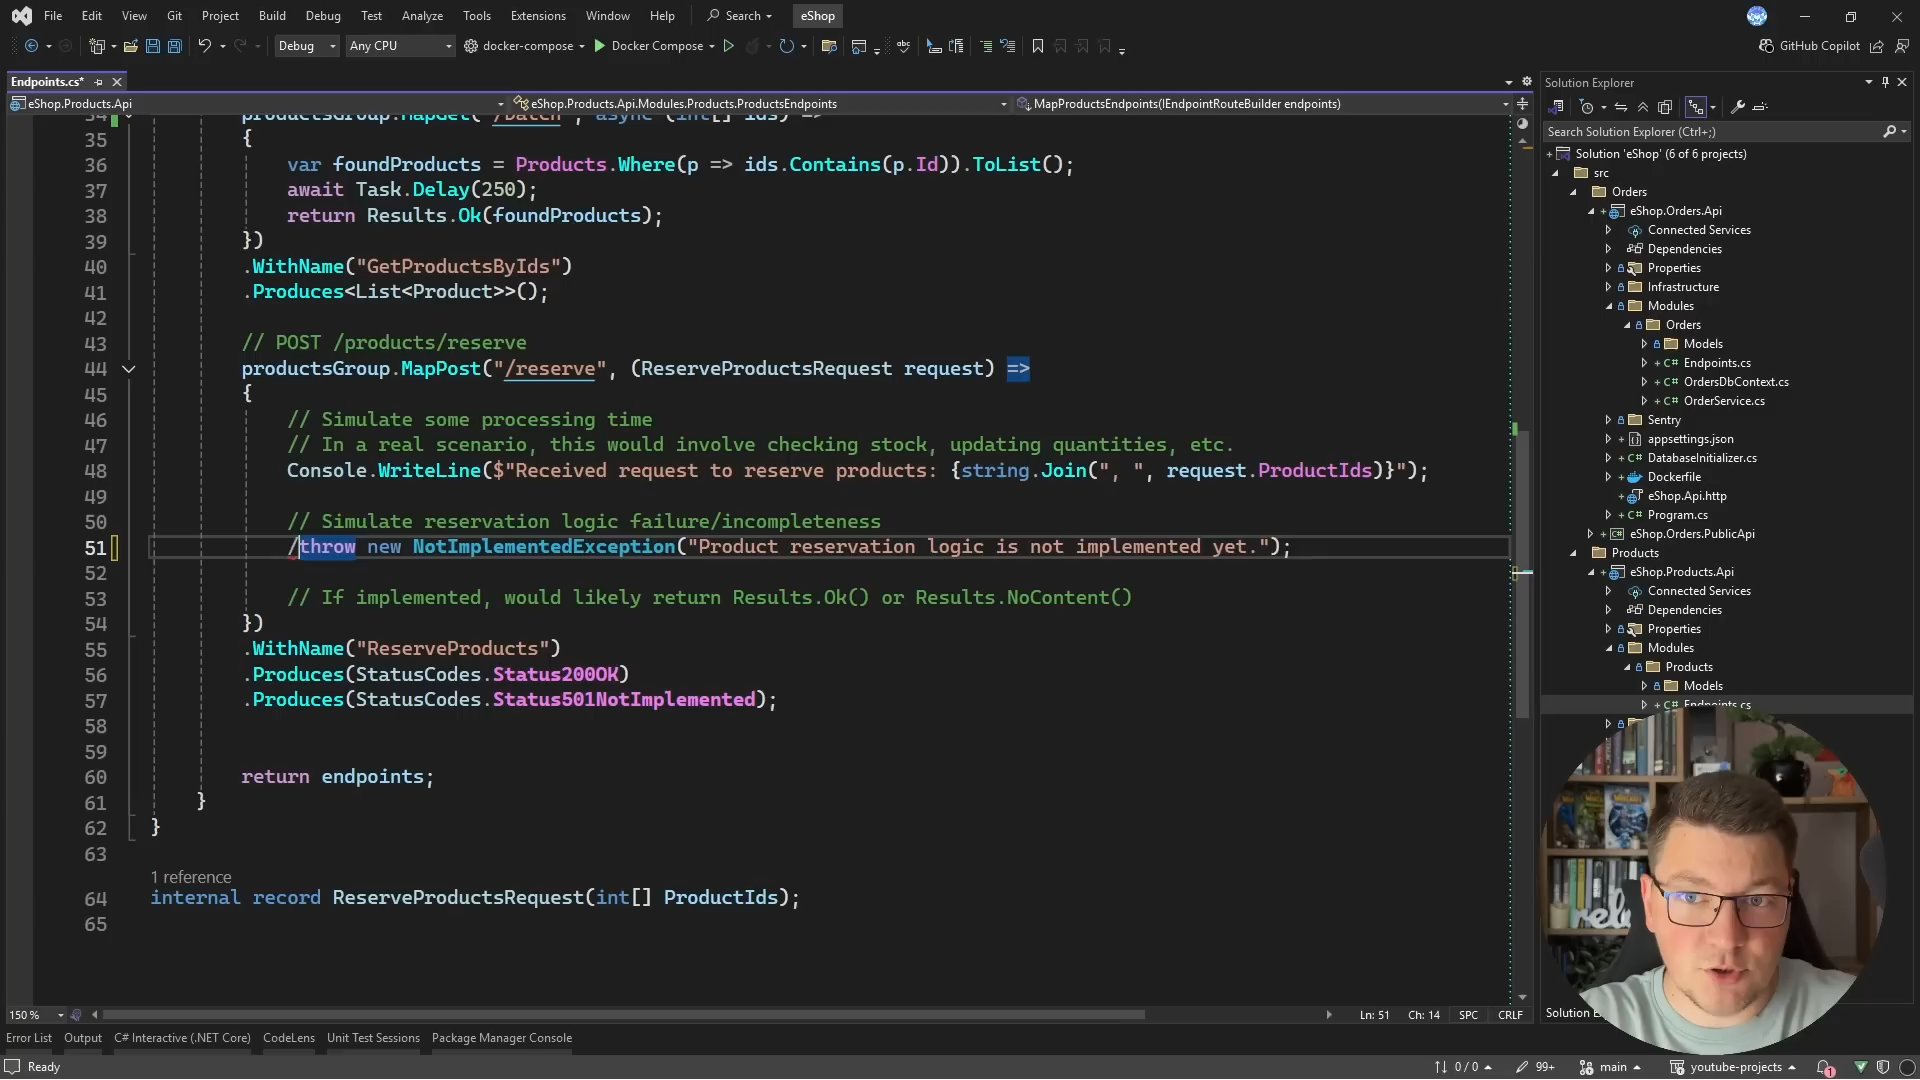 File Edit View Git Project Build Debug Test Analyze Tools Extensions Window Help Search eShop
Debug Any CPU docker-compose Docker Compose GitHub Copilot
Endpoints.cs*
eShop.Products.Api eShop.Products.Api.Modules.Products.ProductsEndpoints MapProductsEndpoints(IEndpointRouteBuilder endpoints)
34 productsGroup.MapGet("/batch", async (int[] ids) =>
35 {
36 var foundProducts = Products.Where(p => ids.Contains(p.Id)).ToList();
37 await Task.Delay(250);
38 return Results.Ok(foundProducts);
39 })
40 .WithName("GetProductsByIds")
41 .Produces<List<Product>>();
42
43 // POST /products/reserve
44 productsGroup.MapPost("/reserve", (ReserveProductsRequest request) =>
45 {
46 // Simulate some processing time
47 // In a real scenario, this would involve checking stock, updating quantities, etc.
48 Console.WriteLine($"Received request to reserve products: {string.Join(", ", request.ProductIds)}");
49
50 // Simulate reservation logic failure/incompleteness
51 /throw new NotImplementedException("Product reservation logic is not implemented yet.");
52
53 // If implemented, would likely return Results.Ok() or Results.NoContent()
54 })
55 .WithName("ReserveProducts")
56 .Produces(StatusCodes.Status200OK)
57 .Produces(StatusCodes.Status501NotImplemented);
58
59
60 return endpoints;
61 }
62 }
63
1 reference
64 internal record ReserveProductsRequest(int[] ProductIds);
65
150 % Ln: 51 Ch: 14 SPC CRLF
Error List Output C# Interactive (.NET Core) CodeLens Unit Test Sessions Package Manager Console
Ready 0 / 0 99+ main youtube-projects 1
Solution Explorer
Search Solution Explorer (Ctrl+;)
Solution 'eShop' (6 of 6 projects)
src
Orders
eShop.Orders.Api
Connected Services
Dependencies
Properties
Infrastructure
Modules
Orders
Models
C# Endpoints.cs
C# OrdersDbContext.cs
C# OrderService.cs
Sentry
appsettings.json
C# DatabaseInitializer.cs
Dockerfile
eShop.Api.http
C# Program.cs
eShop.Orders.PublicApi
Products
eShop.Products.Api
Connected Services
Dependencies
Properties
Modules
Products
Models
C# Endpoints.cs
Solution